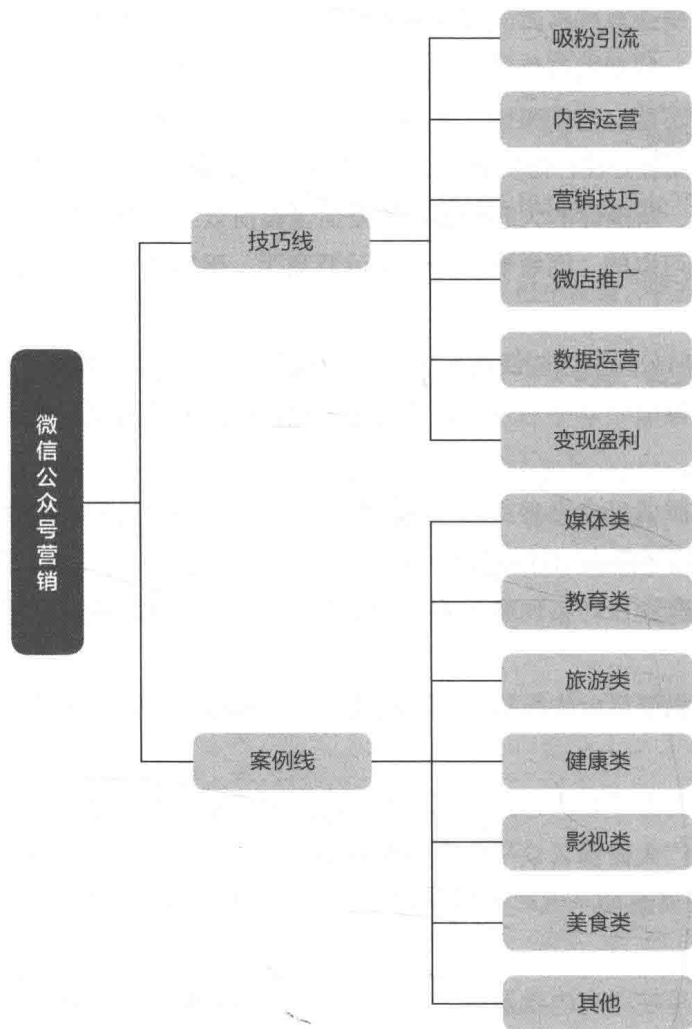 微信公众号营销
技巧线
吸粉引流
内容运营
营销技巧
微店推广
数据运营
变现盈利
案例线
媒体类
教育类
旅游类
健康类
影视类
美食类
其他